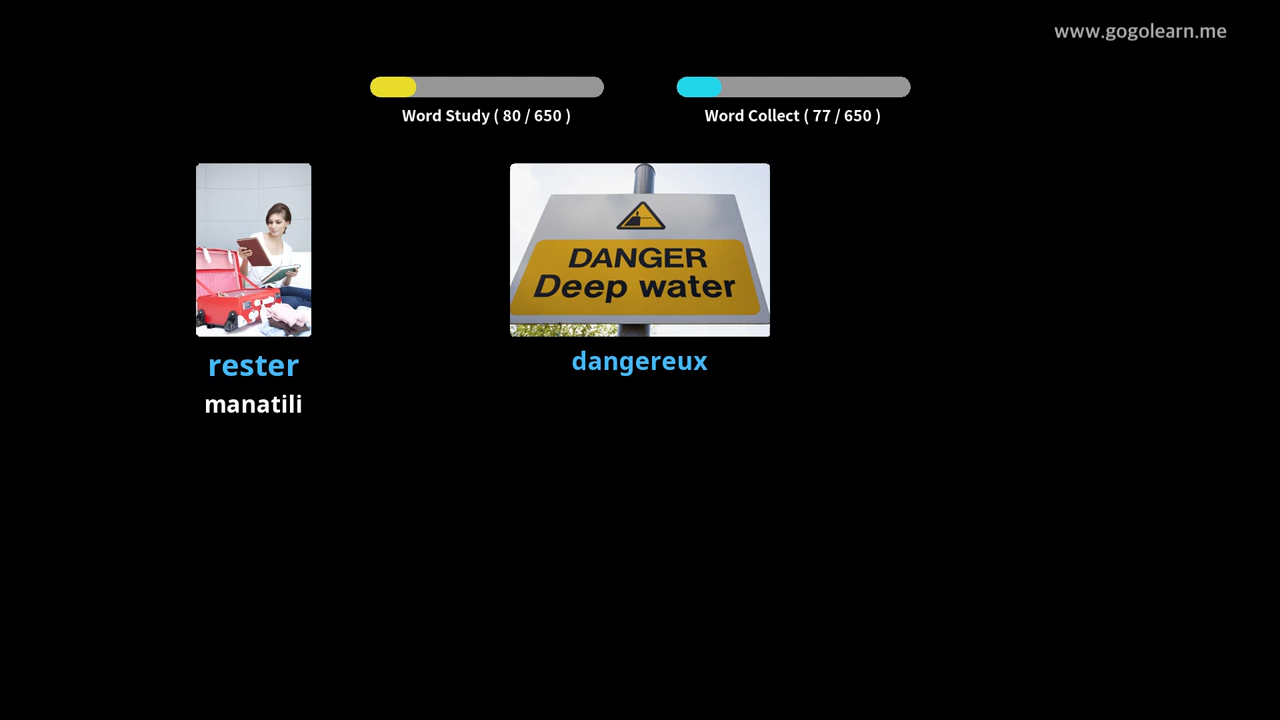 www.gogolearn.me
Word Study ( 80 / 650 )
Word Collect ( 77 / 650 )
DANGER
Deep water
rester
dangereux
manatili